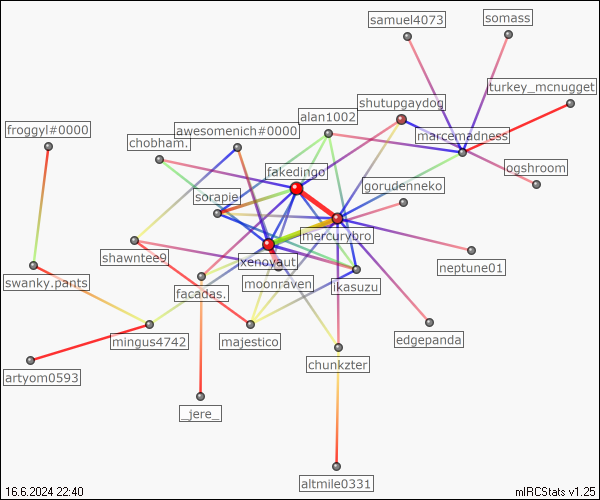 samuel4073
somass
turkey_mcnugget
shutupgaydog
alan1002
froggyl#0000
awesomenich#0000
marcemadness
chobham.
fakedingo
ogshroom
gorudenneko
sorapie
mercurybro
shawntee9
xenoyaut
neptune01
swanky.pants
moonraven
ikasuzu
facadas.
mingus4742
majestico
edgepanda
chunkzter
artyom0593
_jere_
altmile0331
16.6.2024 22:40
mIRCStats v1.25